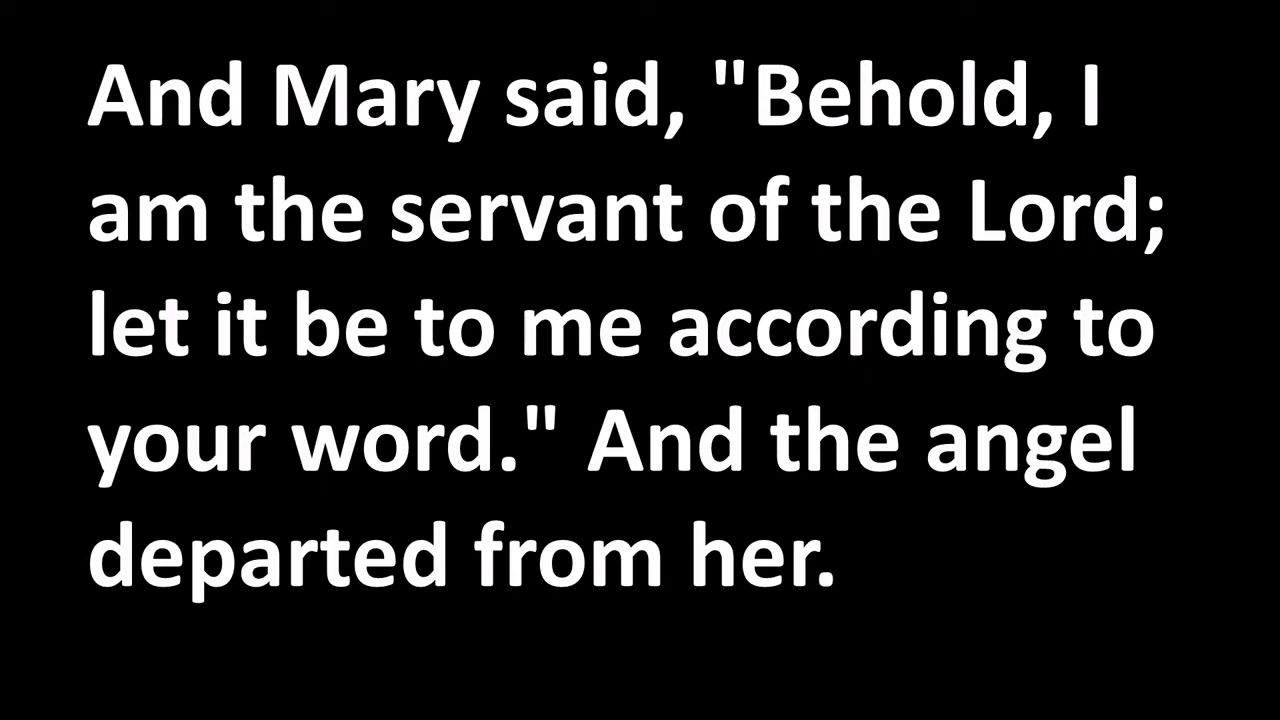 And Mary said, "Behold, I
am the servant of the Lord;
let it be to me according to
your word." And the angel
departed from her.